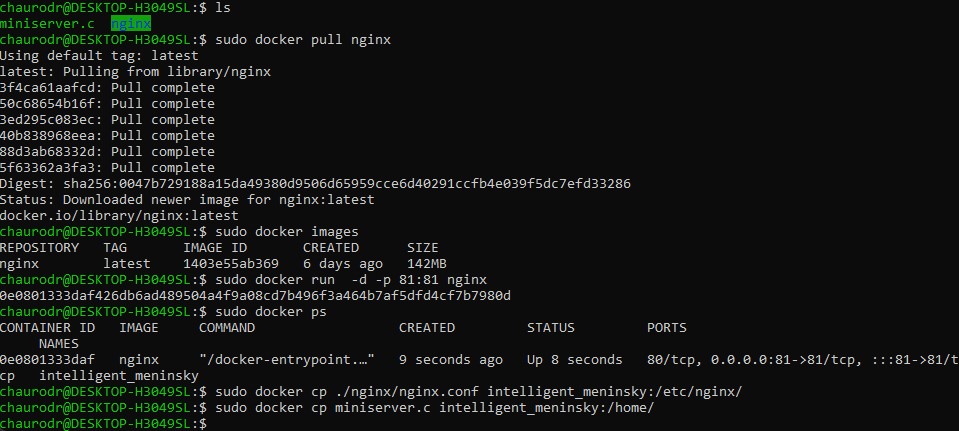 chaurodr@DESKTOP-H3049SL:$ ls
miniserver.c  nginx
chaurodr@DESKTOP-H3049SL:$ sudo docker pull nginx
Using default tag: latest
latest: Pulling from library/nginx
3f4ca61aafcd: Pull complete
50c68654b16f: Pull complete
3ed295c083ec: Pull complete
40b838968eea: Pull complete
88d3ab68332d: Pull complete
5f63362a3fa3: Pull complete
Digest: sha256:0047b729188a15da49380d9506d65959cce6d40291ccfb4e039f5dc7efd33286
Status: Downloaded newer image for nginx:latest
docker.io/library/nginx:latest
chaurodr@DESKTOP-H3049SL:$ sudo docker images
REPOSITORY   TAG       IMAGE ID       CREATED      SIZE
nginx        latest    1403e55ab369   6 days ago   142MB
chaurodr@DESKTOP-H3049SL:$ sudo docker run  -d -p 81:81 nginx
0e0801333daf426db6ad489504a4f9a08cd7b496f3a464b7af5dfd4cf7b7980d
chaurodr@DESKTOP-H3049SL:$ sudo docker ps
CONTAINER ID   IMAGE     COMMAND                  CREATED         STATUS         PORTS
     NAMES
0e0801333daf   nginx     "/docker-entrypoint.…"   9 seconds ago   Up 8 seconds   80/tcp, 0.0.0.0:81->81/tcp, :::81->81/t
cp   intelligent_meninsky
chaurodr@DESKTOP-H3049SL:$ sudo docker cp ./nginx/nginx.conf intelligent_meninsky:/etc/nginx/
chaurodr@DESKTOP-H3049SL:$ sudo docker cp miniserver.c intelligent_meninsky:/home/
chaurodr@DESKTOP-H3049SL:$